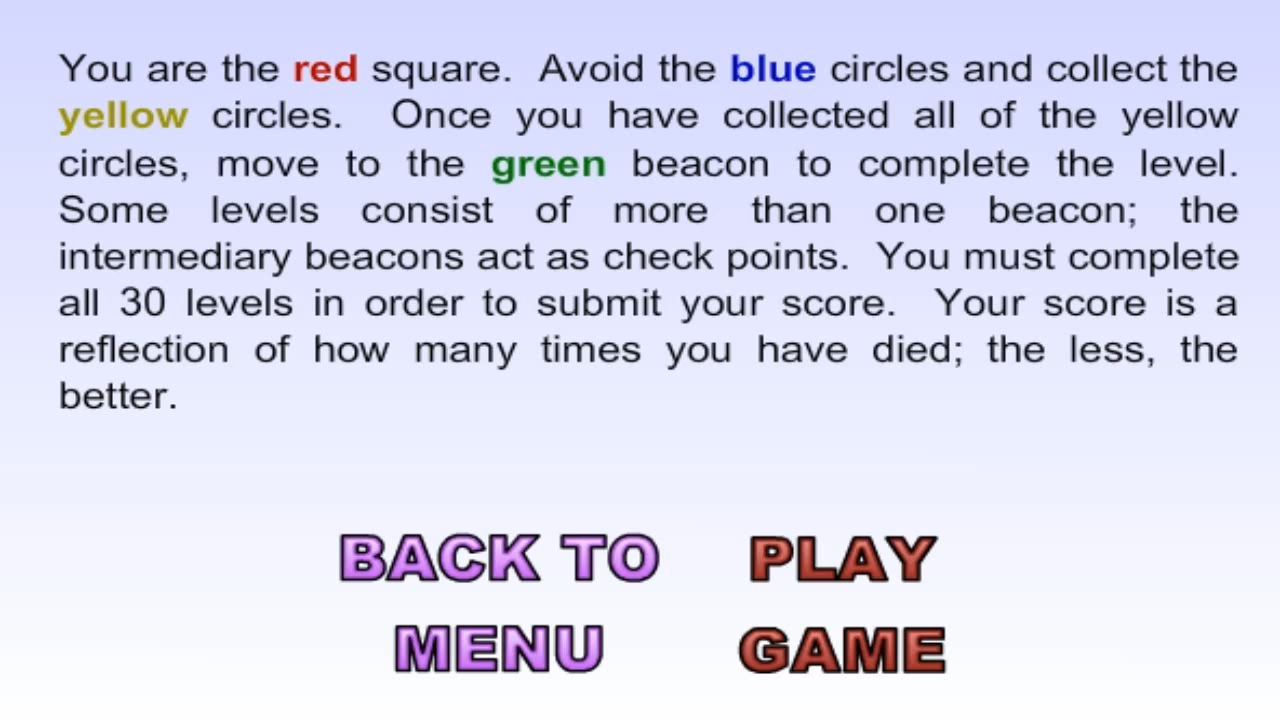 You are the red square.  Avoid the blue circles and collect the
yellow circles.  Once you have collected all of the yellow
circles, move to the green beacon to complete the level.
Some levels consist of more than one beacon; the
intermediary beacons act as check points.  You must complete
all 30 levels in order to submit your score.  Your score is a
reflection of how many times you have died; the less, the
better.
BACK TO
MENU
PLAY
GAME